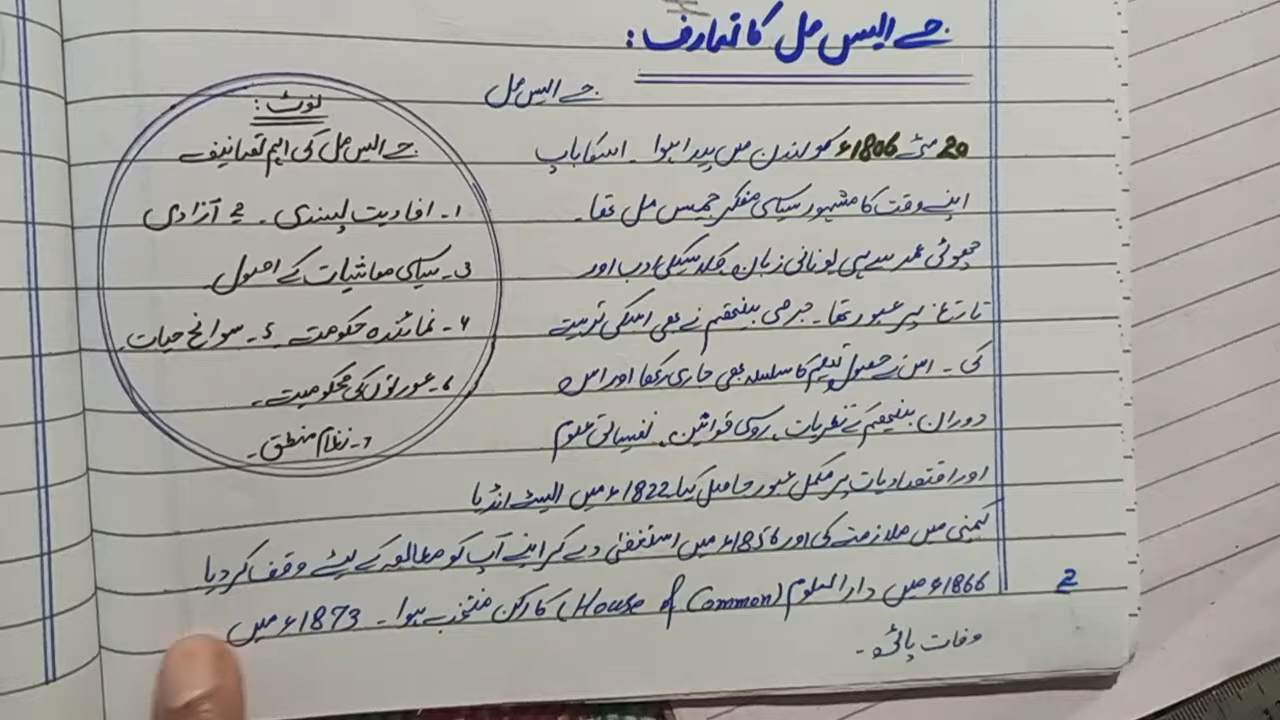 جے ایس مل کا تعارف:
جے ایس مل
20 مئی 1806ء کو لندن میں پیدا ہوا۔ اسکا باپ
اپنے وقت کا مشہور سیاسی مفکر جیمس مل تھا۔
چھوٹی عمر سے ہی یونانی زبان، کلاسیکی ادب اور
تاریخ پر عبور تھا۔ جرمی بینتھم نے بھی اسکی تربیت
کی۔ اس نے حصول تعلیم کا سلسلہ بھی جاری رکھا اور اس
دوران بینتھم کے نظریات، رومی قوانین، نفسیاتی علوم
اور اقتصادیات پر مکمل عبور حاصل کیا۔ 1822ء میں ایسٹ انڈیا
کمپنی میں ملازمت کی اور 1856ء میں استعفیٰ دے کر اپنے آپ کو مطالعہ کے لیئے وقف کر دیا
1866ء میں دارالعلوم (House of Common) کا رکن منتخب ہوا۔ 1873ء میں
وفات پائی۔
نوٹ:
جے ایس مل کی اہم تصانیف
1۔ افادیت پسندی۔ 2 آزادی
3۔ سیاسی معاشیات کے اصول۔
4۔ نمائندہ حکومت۔ 5۔ سوانح حیات۔
6۔ عورتوں کی محکومیت۔
7۔ نظام منطق۔
2